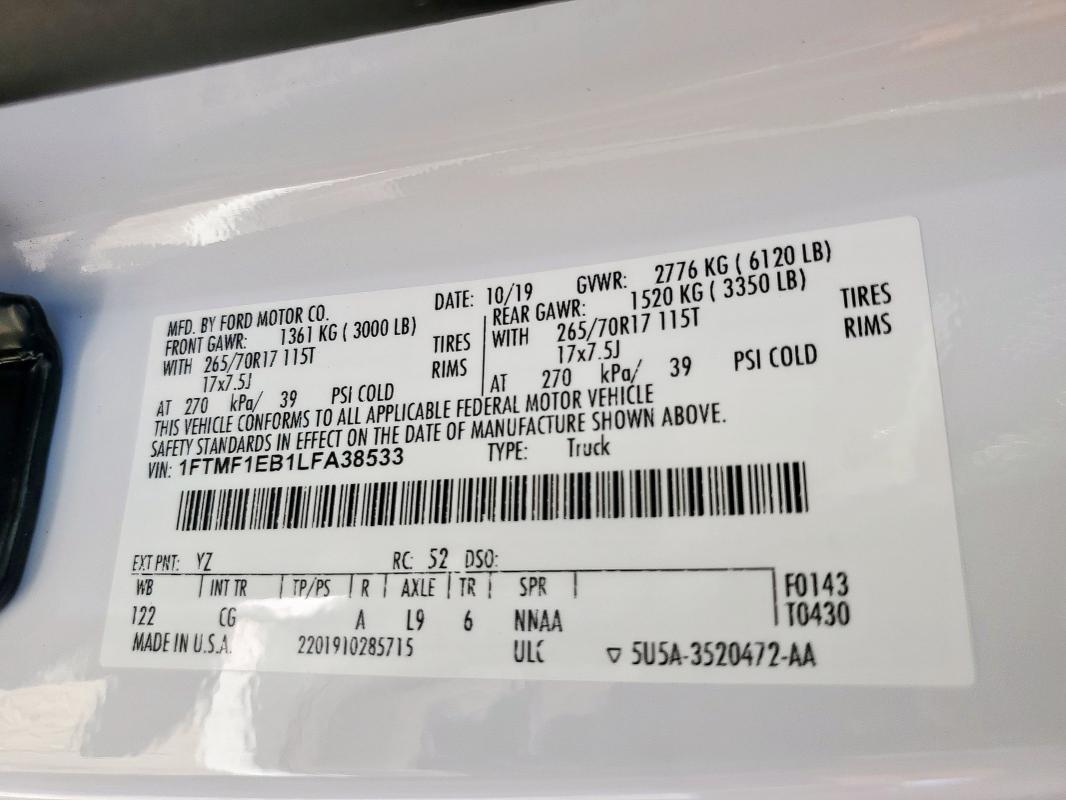 MFD. BY FORD MOTOR CO. DATE: 10/19 GVWR: 2776 KG ( 6120 LB)
FRONT GAWR: 1361 KG ( 3000 LB) REAR GAWR: 1520 KG ( 3350 LB)
WITH 265/70R17 115T TIRES WITH 265/70R17 115T TIRES
17x7.5J RIMS 17x7.5J RIMS
AT 270 kPa/ 39 PSI COLD AT 270 kPa/ 39 PSI COLD
THIS VEHICLE CONFORMS TO ALL APPLICABLE FEDERAL MOTOR VEHICLE
SAFETY STANDARDS IN EFFECT ON THE DATE OF MANUFACTURE SHOWN ABOVE.
VIN: 1FTMF1EB1LFA38533 TYPE: Truck
EXT PNT: YZ RC: 52 DSO:
WB INT TR TP/PS R AXLE TR SPR F0143
122 CG A L9 6 NNAA T0430
MADE IN U.S.A. 2201910285715 ULC ▽ 5U5A-3520472-AA